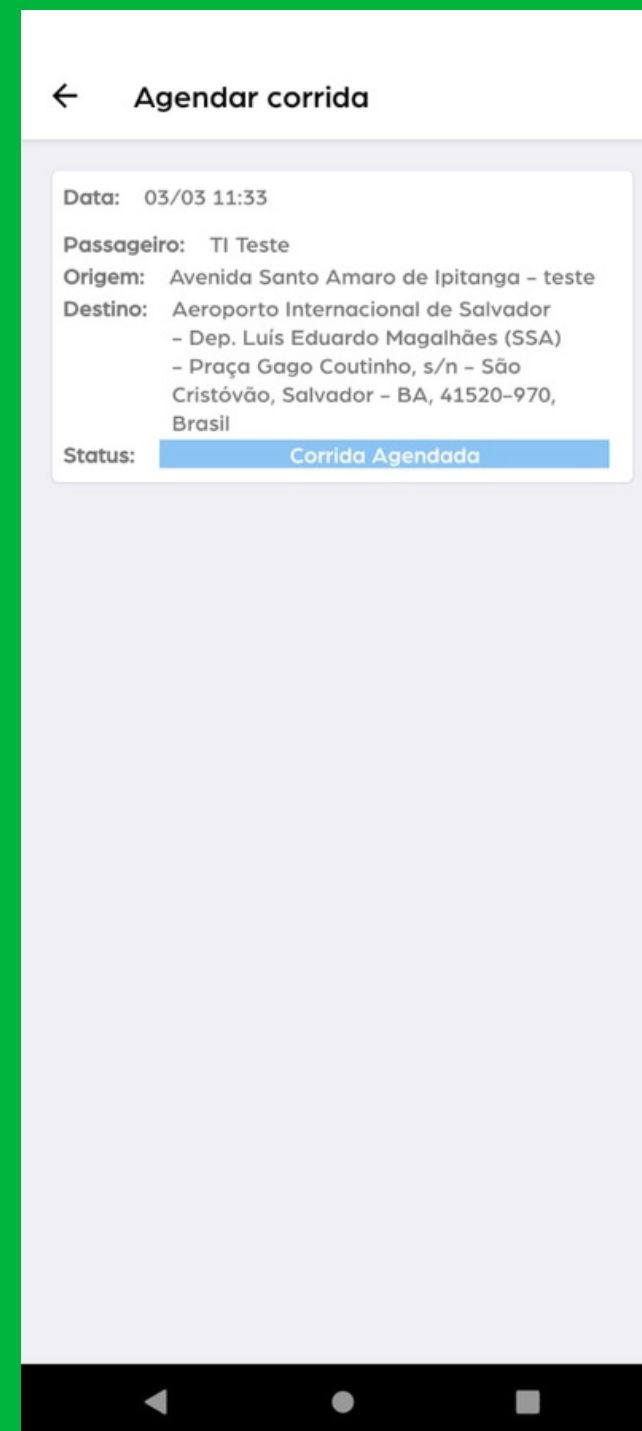 Agendar corrida
Data: 03/03 11:33
Passageiro: TI Teste
Origem: Avenida Santo Amaro de Ipitanga - teste
Destino: Aeroporto Internacional de Salvador
- Dep. Luís Eduardo Magalhães (SSA)
- Praça Gago Coutinho, s/n - São
Cristóvão, Salvador - BA, 41520-970,
Brasil
Status: Corrida Agendada